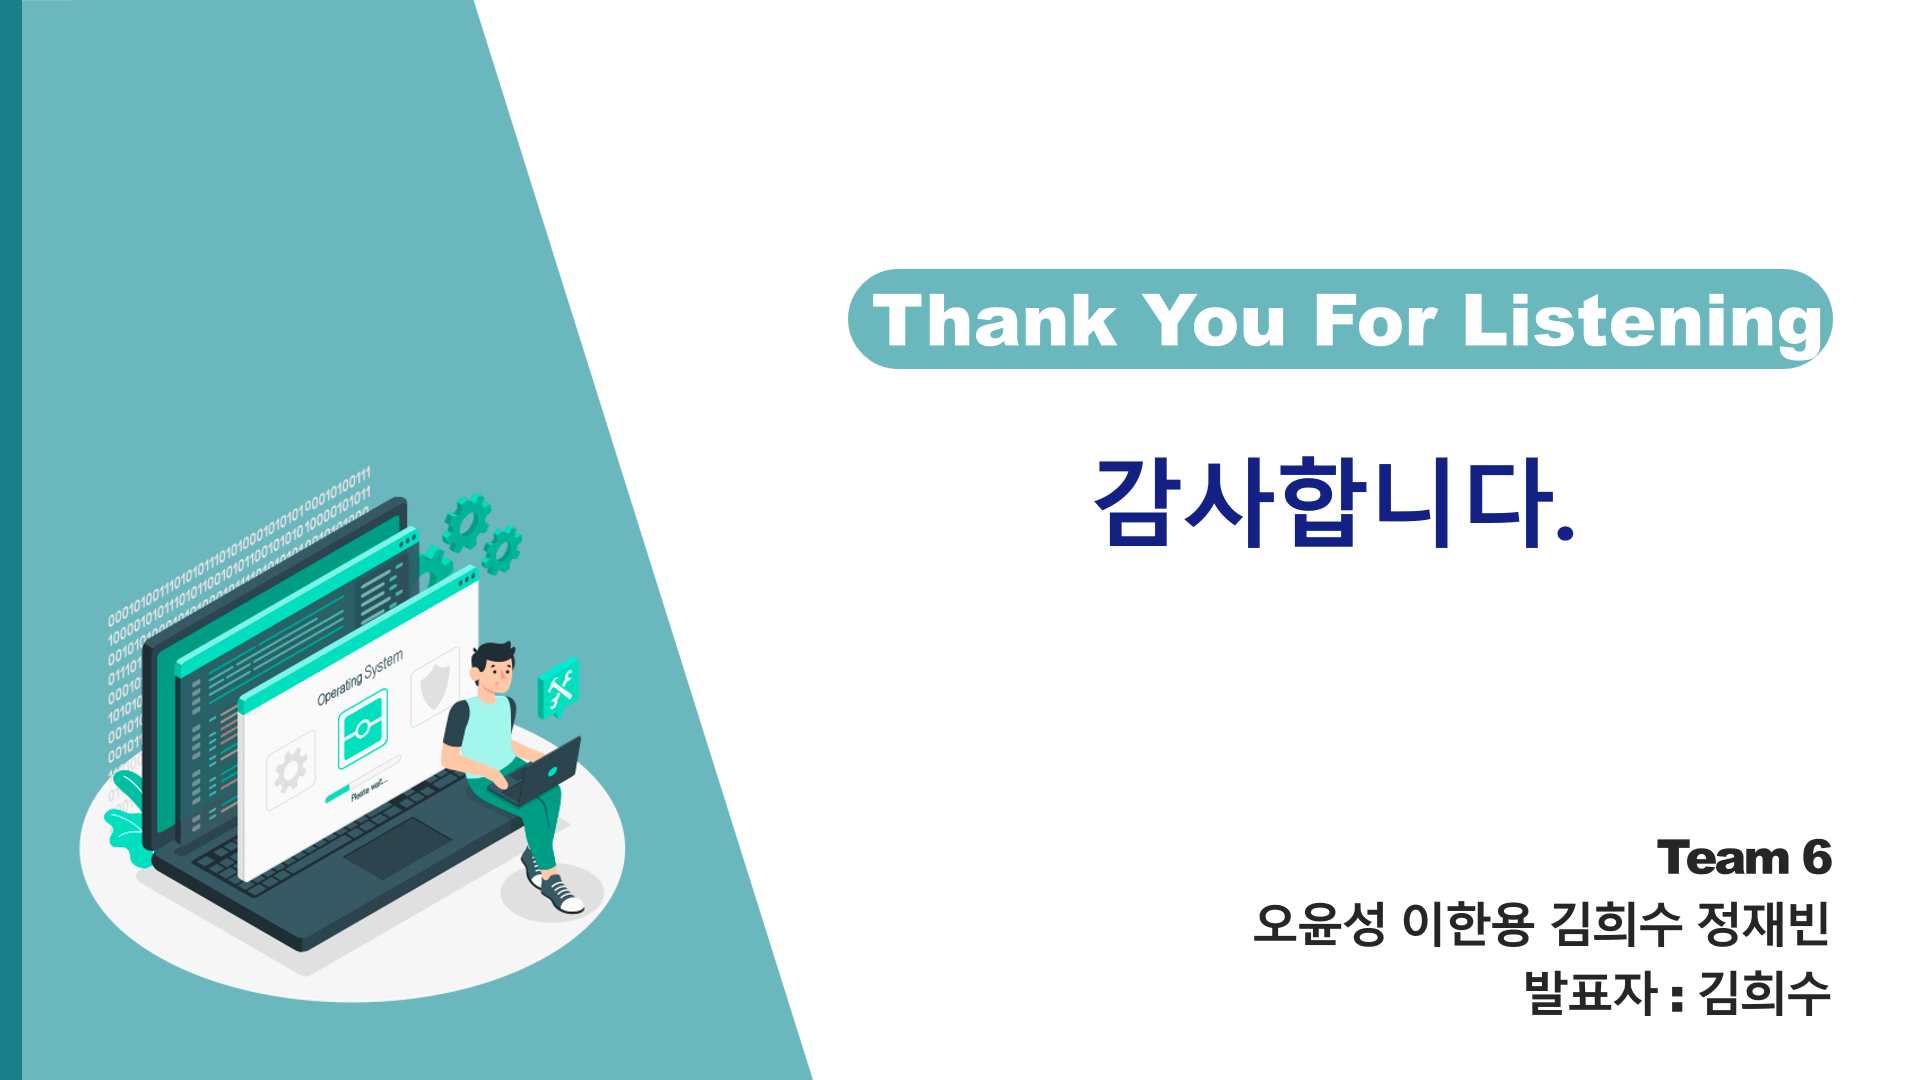 Thank You For Listening
감사합니다.
Operating System
Please wait...
Team 6
오윤성 이한용 김희수 정재빈
발표자 : 김희수